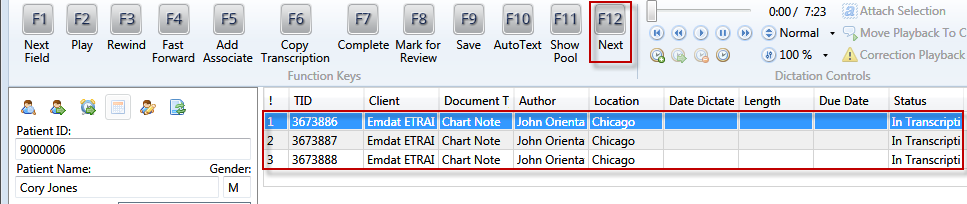 F1 F2 F3 F4 F5 F6 F7 F8 F9 F10 F11 F12
Next Field Play Rewind Fast Forward Add Associate Copy Transcription Complete Mark for Review Save AutoText Show Pool Next
Function Keys
0:00 / 7:23 Attach Selection
Normal Move Playback To C
100 % Correction Playback
Dictation Controls
Patient ID:
9000006
Patient Name: Gender:
Cory Jones M
! TID Client Document T Author Location Date Dictate Length Due Date Status
1 3673886 Emdat ETRAI Chart Note John Orienta Chicago In Transcripti
2 3673887 Emdat ETRAI Chart Note John Orienta Chicago In Transcripti
3 3673888 Emdat ETRAI Chart Note John Orienta Chicago In Transcripti